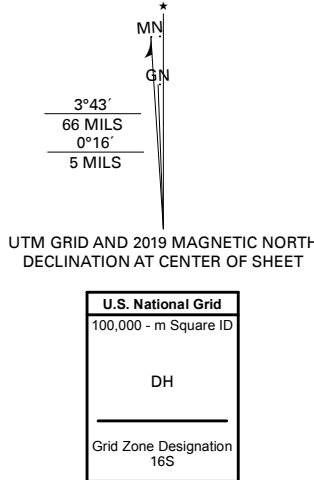 ★
MN
GN
3°43´
66 MILS
0°16´
5 MILS
UTM GRID AND 2019 MAGNETIC NORTH
DECLINATION AT CENTER OF SHEET
U.S. National Grid
100,000 - m Square ID
DH
Grid Zone Designation
16S